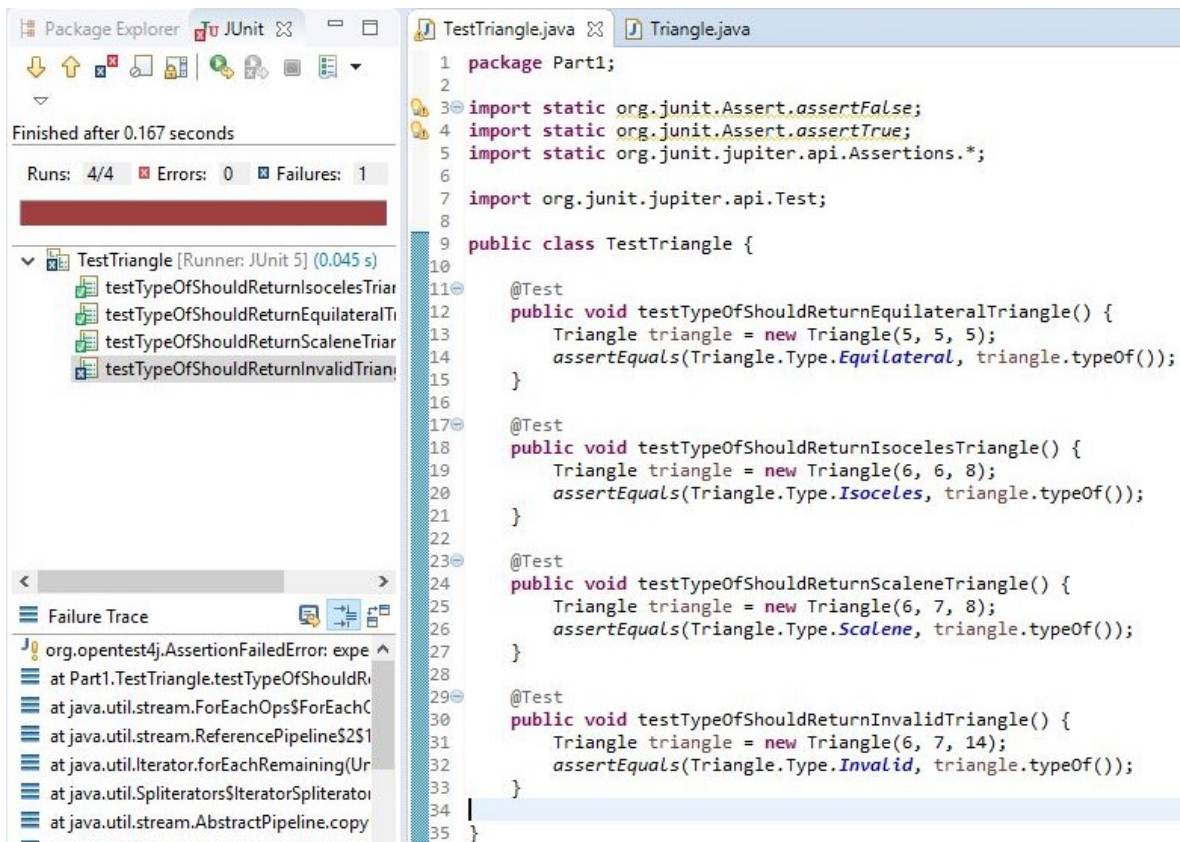 Package Explorer JUnit
Finished after 0.167 seconds
Runs: 4/4 Errors: 0 Failures: 1
TestTriangle [Runner: JUnit 5] (0.045 s)
testTypeOfShouldReturnIsocelesTriar
testTypeOfShouldReturnEquilateralTr
testTypeOfShouldReturnScaleneTriar
testTypeOfShouldReturnInvalidTriang
Failure Trace
org.opentest4j.AssertionFailedError: expe
at Part1.TestTriangle.testTypeOfShouldR
at java.util.stream.ForEachOps$ForEachO
at java.util.stream.ReferencePipeline$2$1
at java.util.Iterator.forEachRemaining(Un
at java.util.Spliterators$IteratorSpliterator
at java.util.stream.AbstractPipeline.copy
TestTriangle.java Triangle.java
1 package Part1;
2
3 import static org.junit.Assert.assertFalse;
4 import static org.junit.Assert.assertTrue;
5 import static org.junit.jupiter.api.Assertions.*;
6
7 import org.junit.jupiter.api.Test;
8
9 public class TestTriangle {
10
11 @Test
12 public void testTypeOfShouldReturnEquilateralTriangle() {
13 Triangle triangle = new Triangle(5, 5, 5);
14 assertEquals(Triangle.Type.Equilateral, triangle.typeOf());
15 }
16
17 @Test
18 public void testTypeOfShouldReturnIsocelesTriangle() {
19 Triangle triangle = new Triangle(6, 6, 8);
20 assertEquals(Triangle.Type.Isoceles, triangle.typeOf());
21 }
22
23 @Test
24 public void testTypeOfShouldReturnScaleneTriangle() {
25 Triangle triangle = new Triangle(6, 7, 8);
26 assertEquals(Triangle.Type.Scalene, triangle.typeOf());
27 }
28
29 @Test
30 public void testTypeOfShouldReturnInvalidTriangle() {
31 Triangle triangle = new Triangle(6, 7, 14);
32 assertEquals(Triangle.Type.Invalid, triangle.typeOf());
33 }
34
35 }